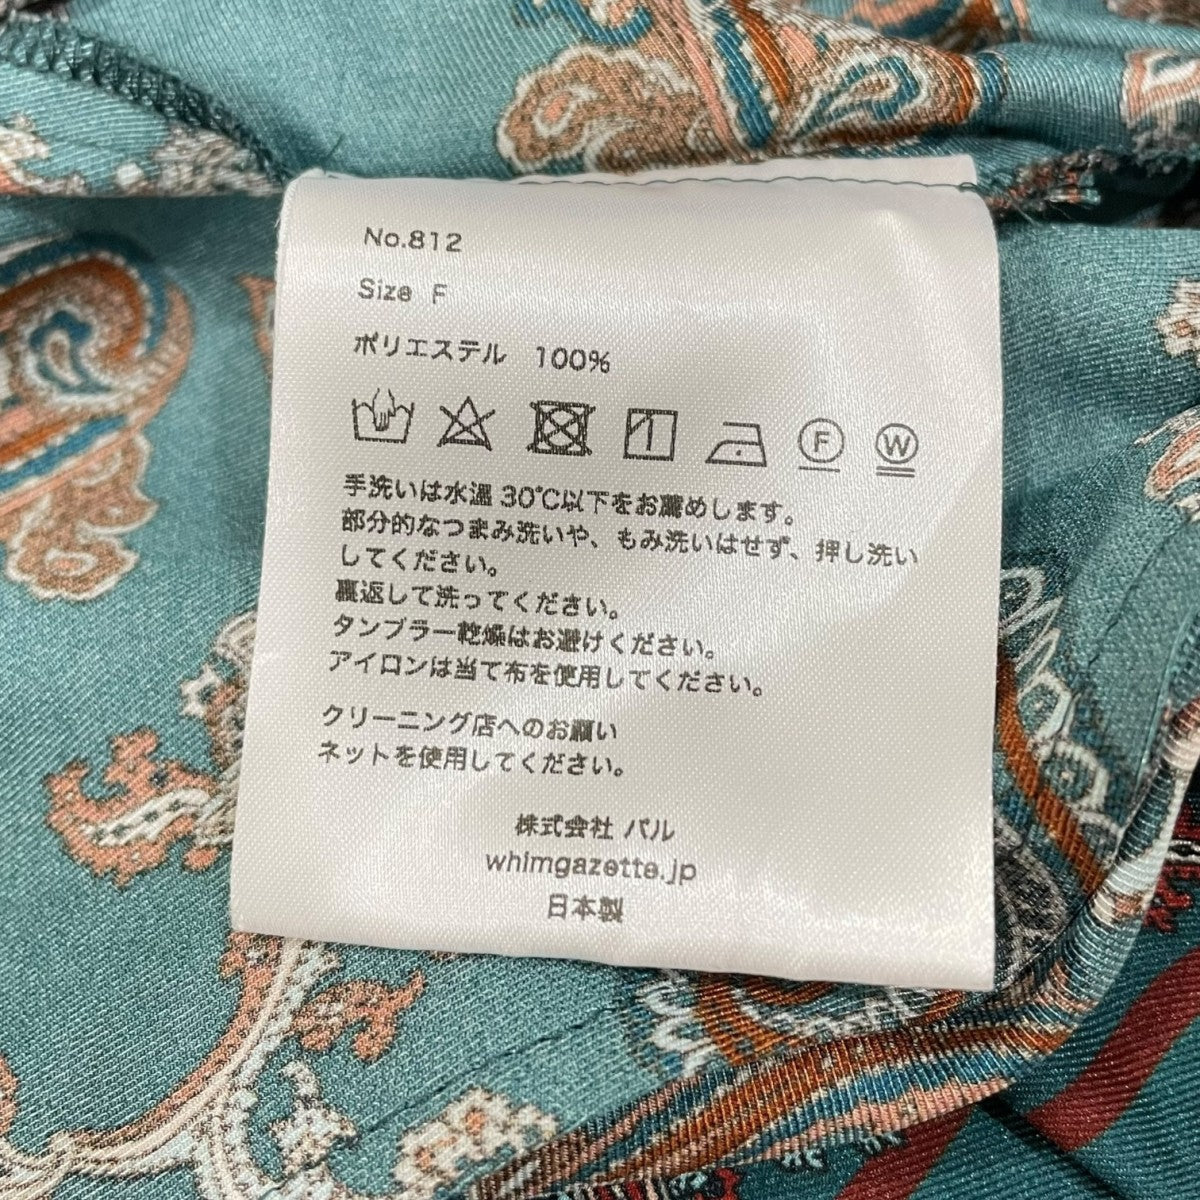 No.812
Size F
ポリエステル 100%
F W
手洗いは水温30℃以下をお薦めします。
部分的なつまみ洗いや、もみ洗いはせず、押し洗い
してください。
裏返して洗ってください。
タンブラー乾燥はお避けください。
アイロンは当て布を使用してください。
クリーニング店へのお願い
ネットを使用してください。
株式会社 パル
whimgazette.jp
日本製